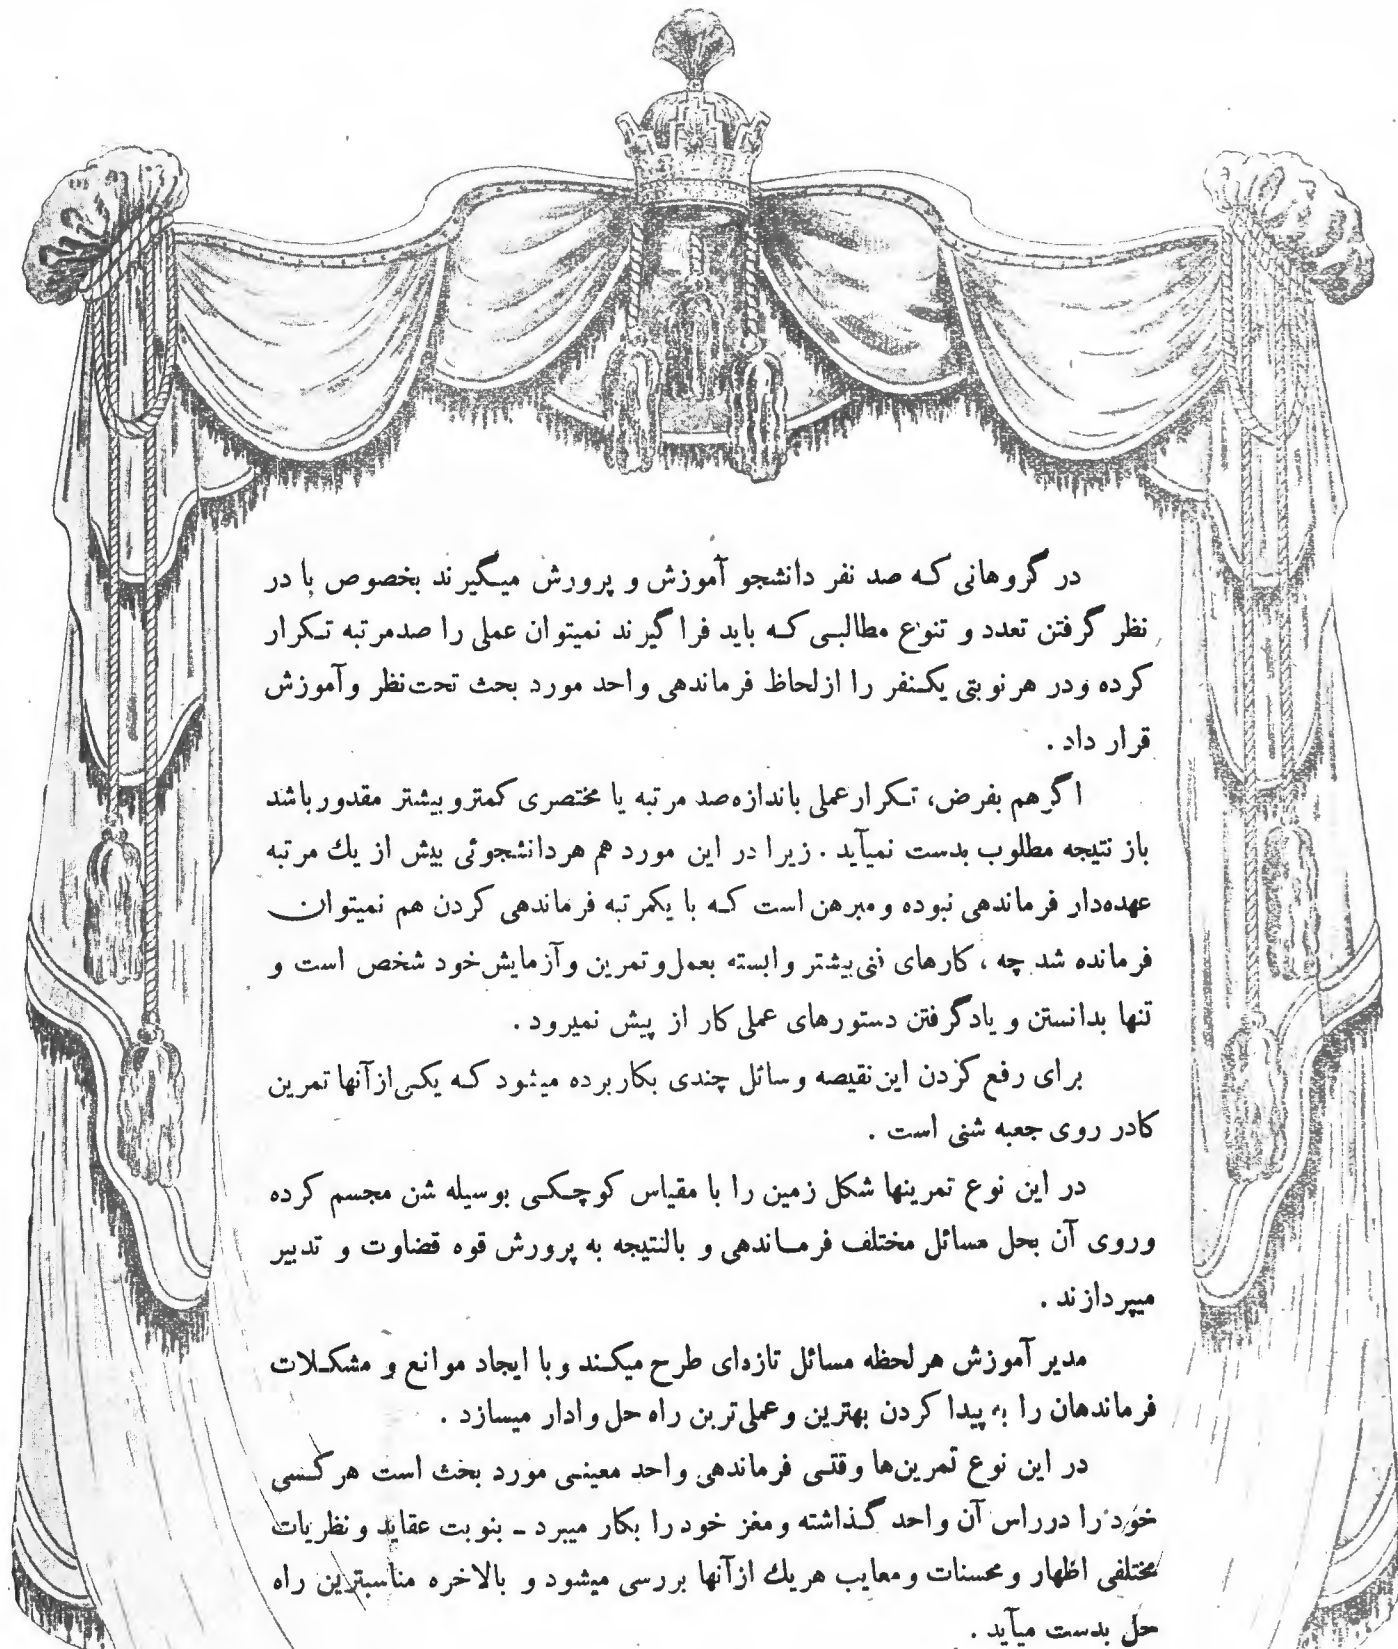 در گروهانی که صد نفر دانشجو آموزش و پرورش میگیرند بخصوص با در
نظر گرفتن تعدد و تنوع مطالبی که باید فرا گیرند نمیتوان عملی را صدمرتبه تکرار
کرده ودر هر نوبتی یکنفر را ازلحاظ فرماندهی واحد مورد بحث تحت‌نظر وآموزش
قرار داد .
اگرهم بفرض، تکرارعملی باندازه‌صد مرتبه یا مختصری کمتروبیشتر مقدورباشد
باز نتیجه مطلوب بدست نمیآید . زیرا در این مورد هم هردانشجوئی بیش از یك مرتبه
عهده‌دار فرماندهی نبوده ومبرهن است که با یکمرتبه فرماندهی کردن هم نمیتوان
فرمانده شد چه ، کارهای فنی‌بیشتر وابسته بعمل‌وتمرین وآزمایش‌خود شخص است و
تنها بدانستن و یادگرفتن دستورهای عملی‌کار از پیش نمیرود .
برای رفع کردن این‌نقیصه وسائل چندی بکاربرده میشود که یکی‌ازآنها تمرین
کادر روی جعبه شنی است .
در این نوع تمرینها شکل زمین را با مقیاس کوچکی بوسیله شن مجسم کرده
وروی آن بحل مسائل مختلف فرماندهی و بالنتیجه به پرورش قوه قضاوت و تدبیر
میپردازند .
مدیر آموزش هرلحظه مسائل تازه‌ای طرح میکند وبا ایجاد موانع و مشکلات
فرماندهان را به پیدا کردن بهترین وعملی‌ترین راه حل وادار میسازد .
در این نوع تمرین‌ها وقتی فرماندهی واحد معینی مورد بحث است هرکسی
خود را درراس آن واحد گذاشته ومغز خودرا بکار میبرد - بنوبت عقاید ونظریات
مختلفی اظهار ومحسنات ومعایب هریك ازآنها بررسی میشود و بالاخره مناسبترین راه
حل بدست میآید .